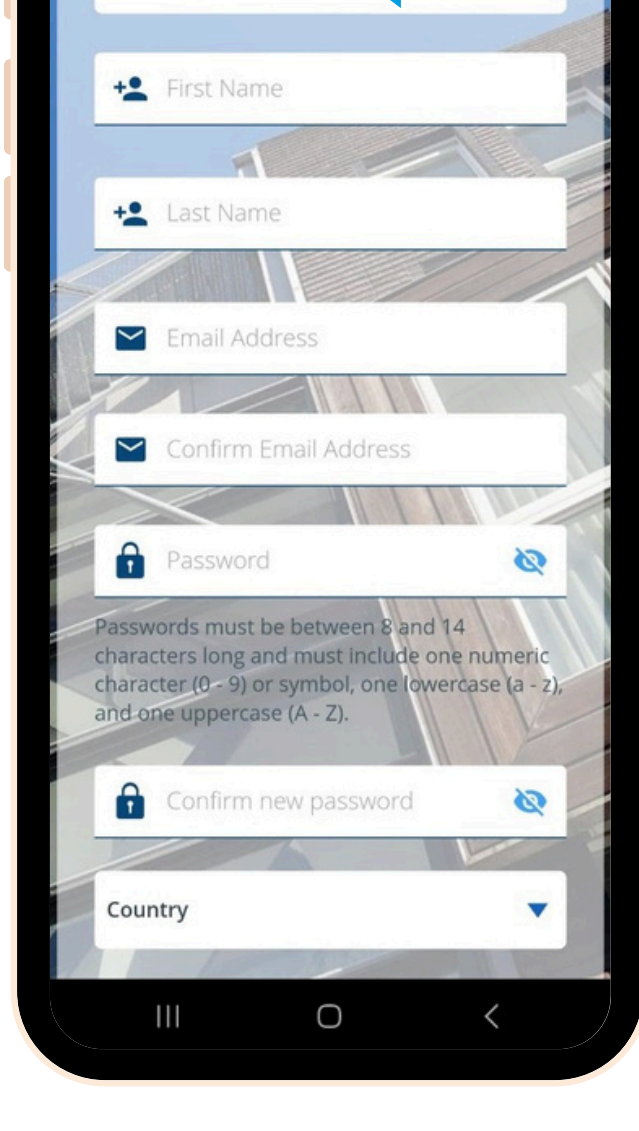 First Name
Last Name
Email Address
Confirm Email Address
Password
Passwords must be between 8 and 14
characters long and must include one numeric
character (0 - 9) or symbol, one lowercase (a - z),
and one uppercase (A - Z).
Confirm new password
Country